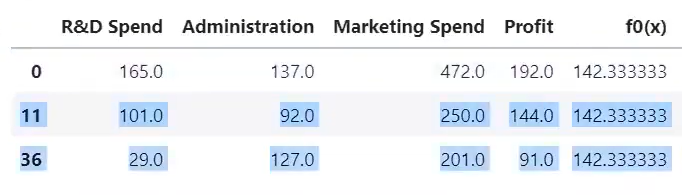 R&D Spend Administration Marketing Spend Profit f0(x)
0 165.0 137.0 472.0 192.0 142.333333
11 101.0 92.0 250.0 144.0 142.333333
36 29.0 127.0 201.0 91.0 142.333333